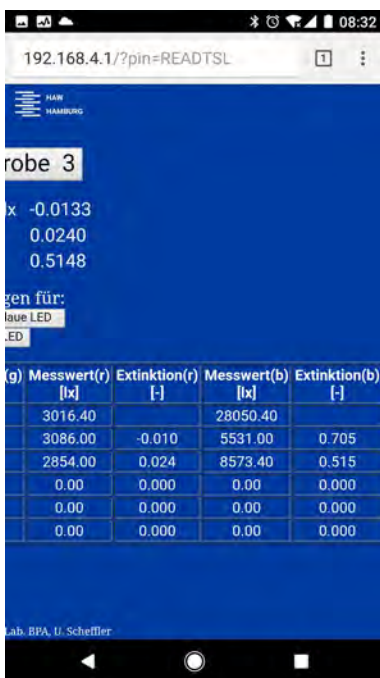 08:32
192.168.4.1/?pin=READTSL 1
HAW
HAMBURG
robe 3
lx -0.0133
0.0240
0.5148
gen für:
laue LED
LED
(g) Messwert(r) Extinktion(r) Messwert(b) Extinktion(b)
[lx] [-] [lx] [-]
3016.40 28050.40
3086.00 -0.010 5531.00 0.705
2854.00 0.024 8573.40 0.515
0.00 0.000 0.00 0.000
0.00 0.000 0.00 0.000
0.00 0.000 0.00 0.000
Lab. BPA, U. Scheffler